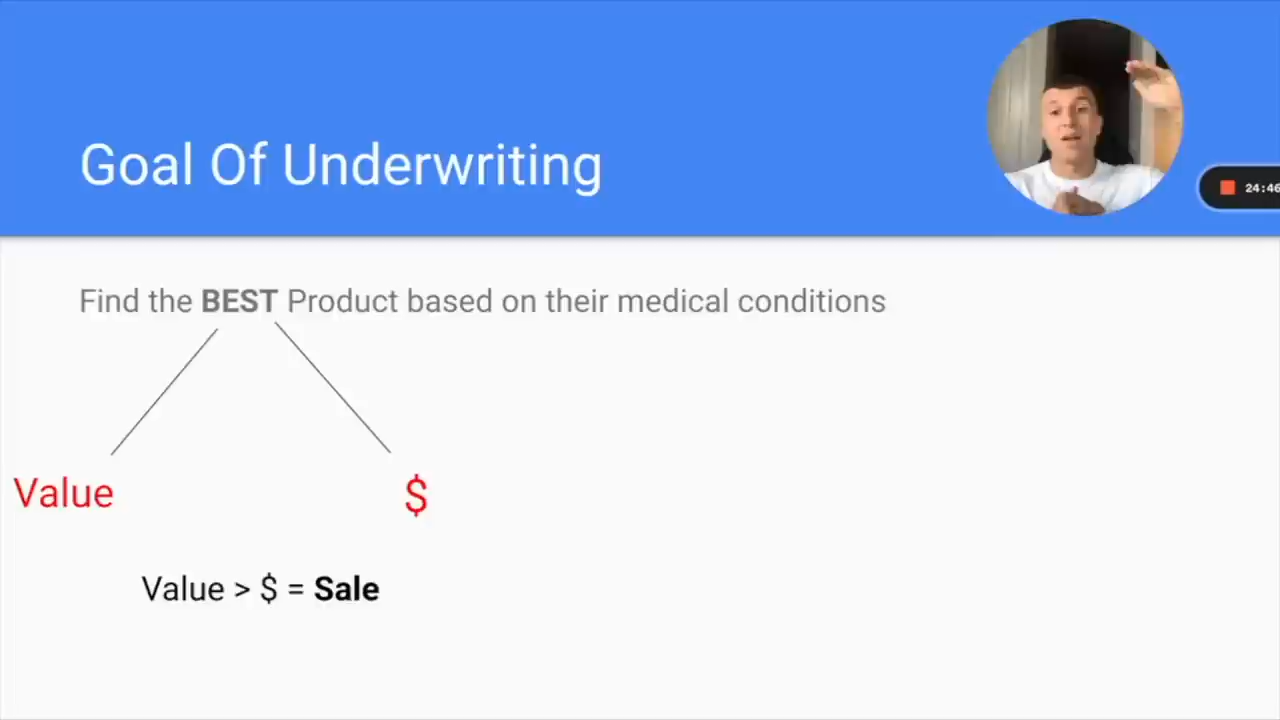 Goal Of Underwriting
24:46
Find the BEST Product based on their medical conditions
Value
$
Value > $ = Sale